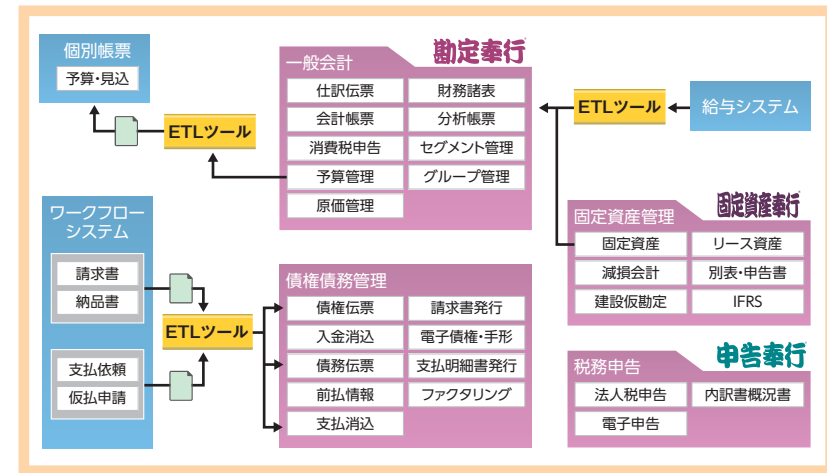 個別帳票
予算・見込
ETLツール
一般会計
勘定奉行
仕訳伝票
財務諸表
会計帳票
分析帳票
消費税申告
セグメント管理
予算管理
グループ管理
原価管理
ETLツール
給与システム
ワークフロー
システム
請求書
納品書
支払依頼
仮払申請
ETLツール
債権債務管理
債権伝票
請求書発行
入金消込
電子債権・手形
債務伝票
支払明細書発行
前払情報
ファクタリング
支払消込
固定資産管理
固定資産奉行
固定資産
リース資産
減損会計
別表・申告書
建設仮勘定
IFRS
税務申告
申告奉行
法人税申告
内訳書概況書
電子申告